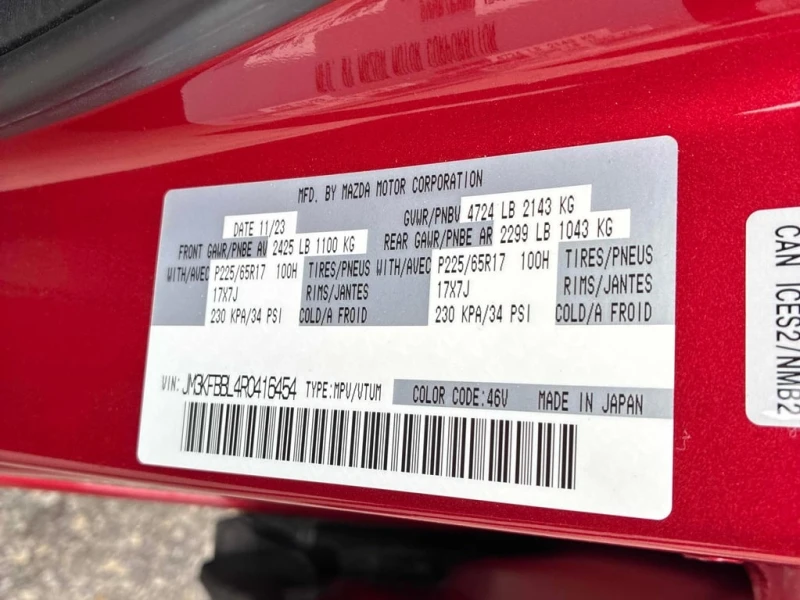 MFD. BY MAZDA MOTOR CORPORATION
DATE 11/23 GVWR/PNBV 4724 LB 2143 KG
FRONT GAWR/PNBE AV 2425 LB 1100 KG REAR GAWR/PNBE AR 2299 LB 1043 KG
WITH/AVEC P225/65R17 100H TIRES/PNEUS WITH/AVEC P225/65R17 100H TIRES/PNEUS
17X7J RIMS/JANTES 17X7J RIMS/JANTES
230 KPA/34 PSI COLD/A FROID 230 KPA/34 PSI COLD/A FROID
VIN: JM3KFBBL4R0416454 TYPE:MPV/VTUM COLOR CODE:46V MADE IN JAPAN
CAN ICES2/NMB2